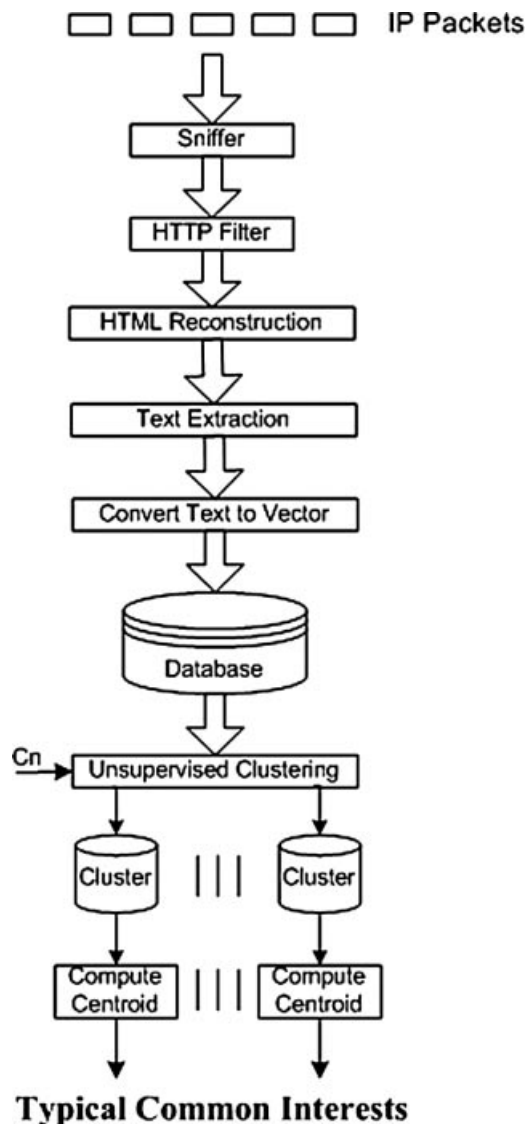 IP Packets
Sniffer
HTTP Filter
HTML Reconstruction
Text Extraction
Convert Text to Vector
Database
Cn
Unsupervised Clustering
Cluster
Cluster
Compute
Centroid
Compute
Centroid
Typical Common Interests